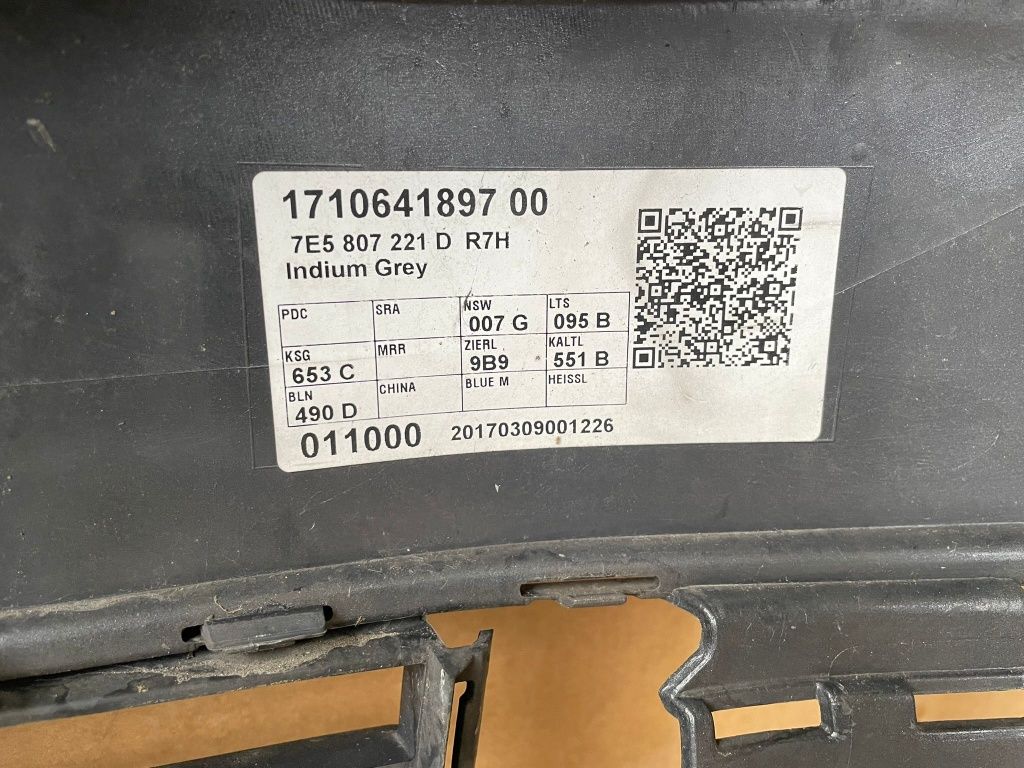 1710641897 00
7E5 807 221 D R7H
Indium Grey
PDC SRA NSW LTS
007 G 095 B
KSG MRR ZIERL KALTL
653 C 9B9 551 B
BLN CHINA BLUE M HEISSL
490 D
011000 20170309001226